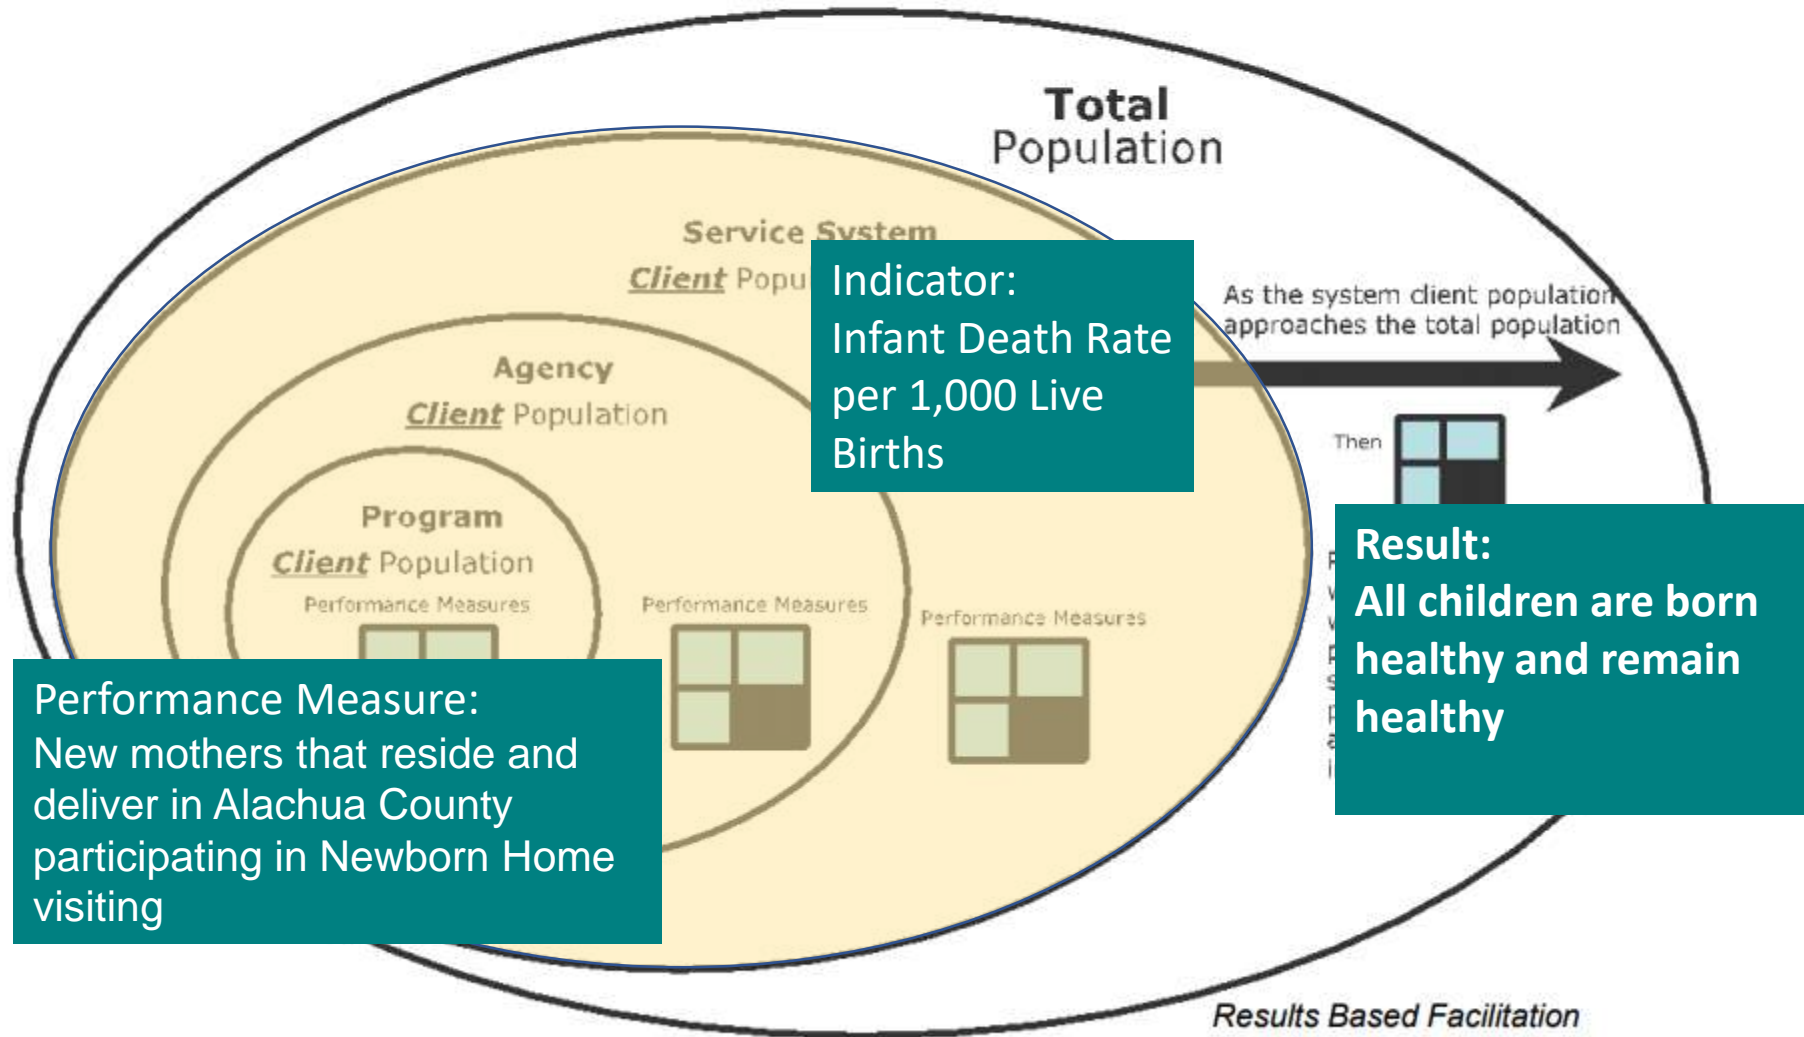 Total
Population
Service System
Client
Indicator:
Infant Death Rate
per 1,000 Live
Births
As the system client population
approaches the total population
Agency
Client Population
Then
Program
Client Population
Performance Measures
Performance Measures
Performance Measures
Result:
All children are born
healthy and remain
healthy
Performance Measure:
New mothers that reside and
deliver in Alachua County
participating in Newborn Home
visiting
Results Based Facilitation